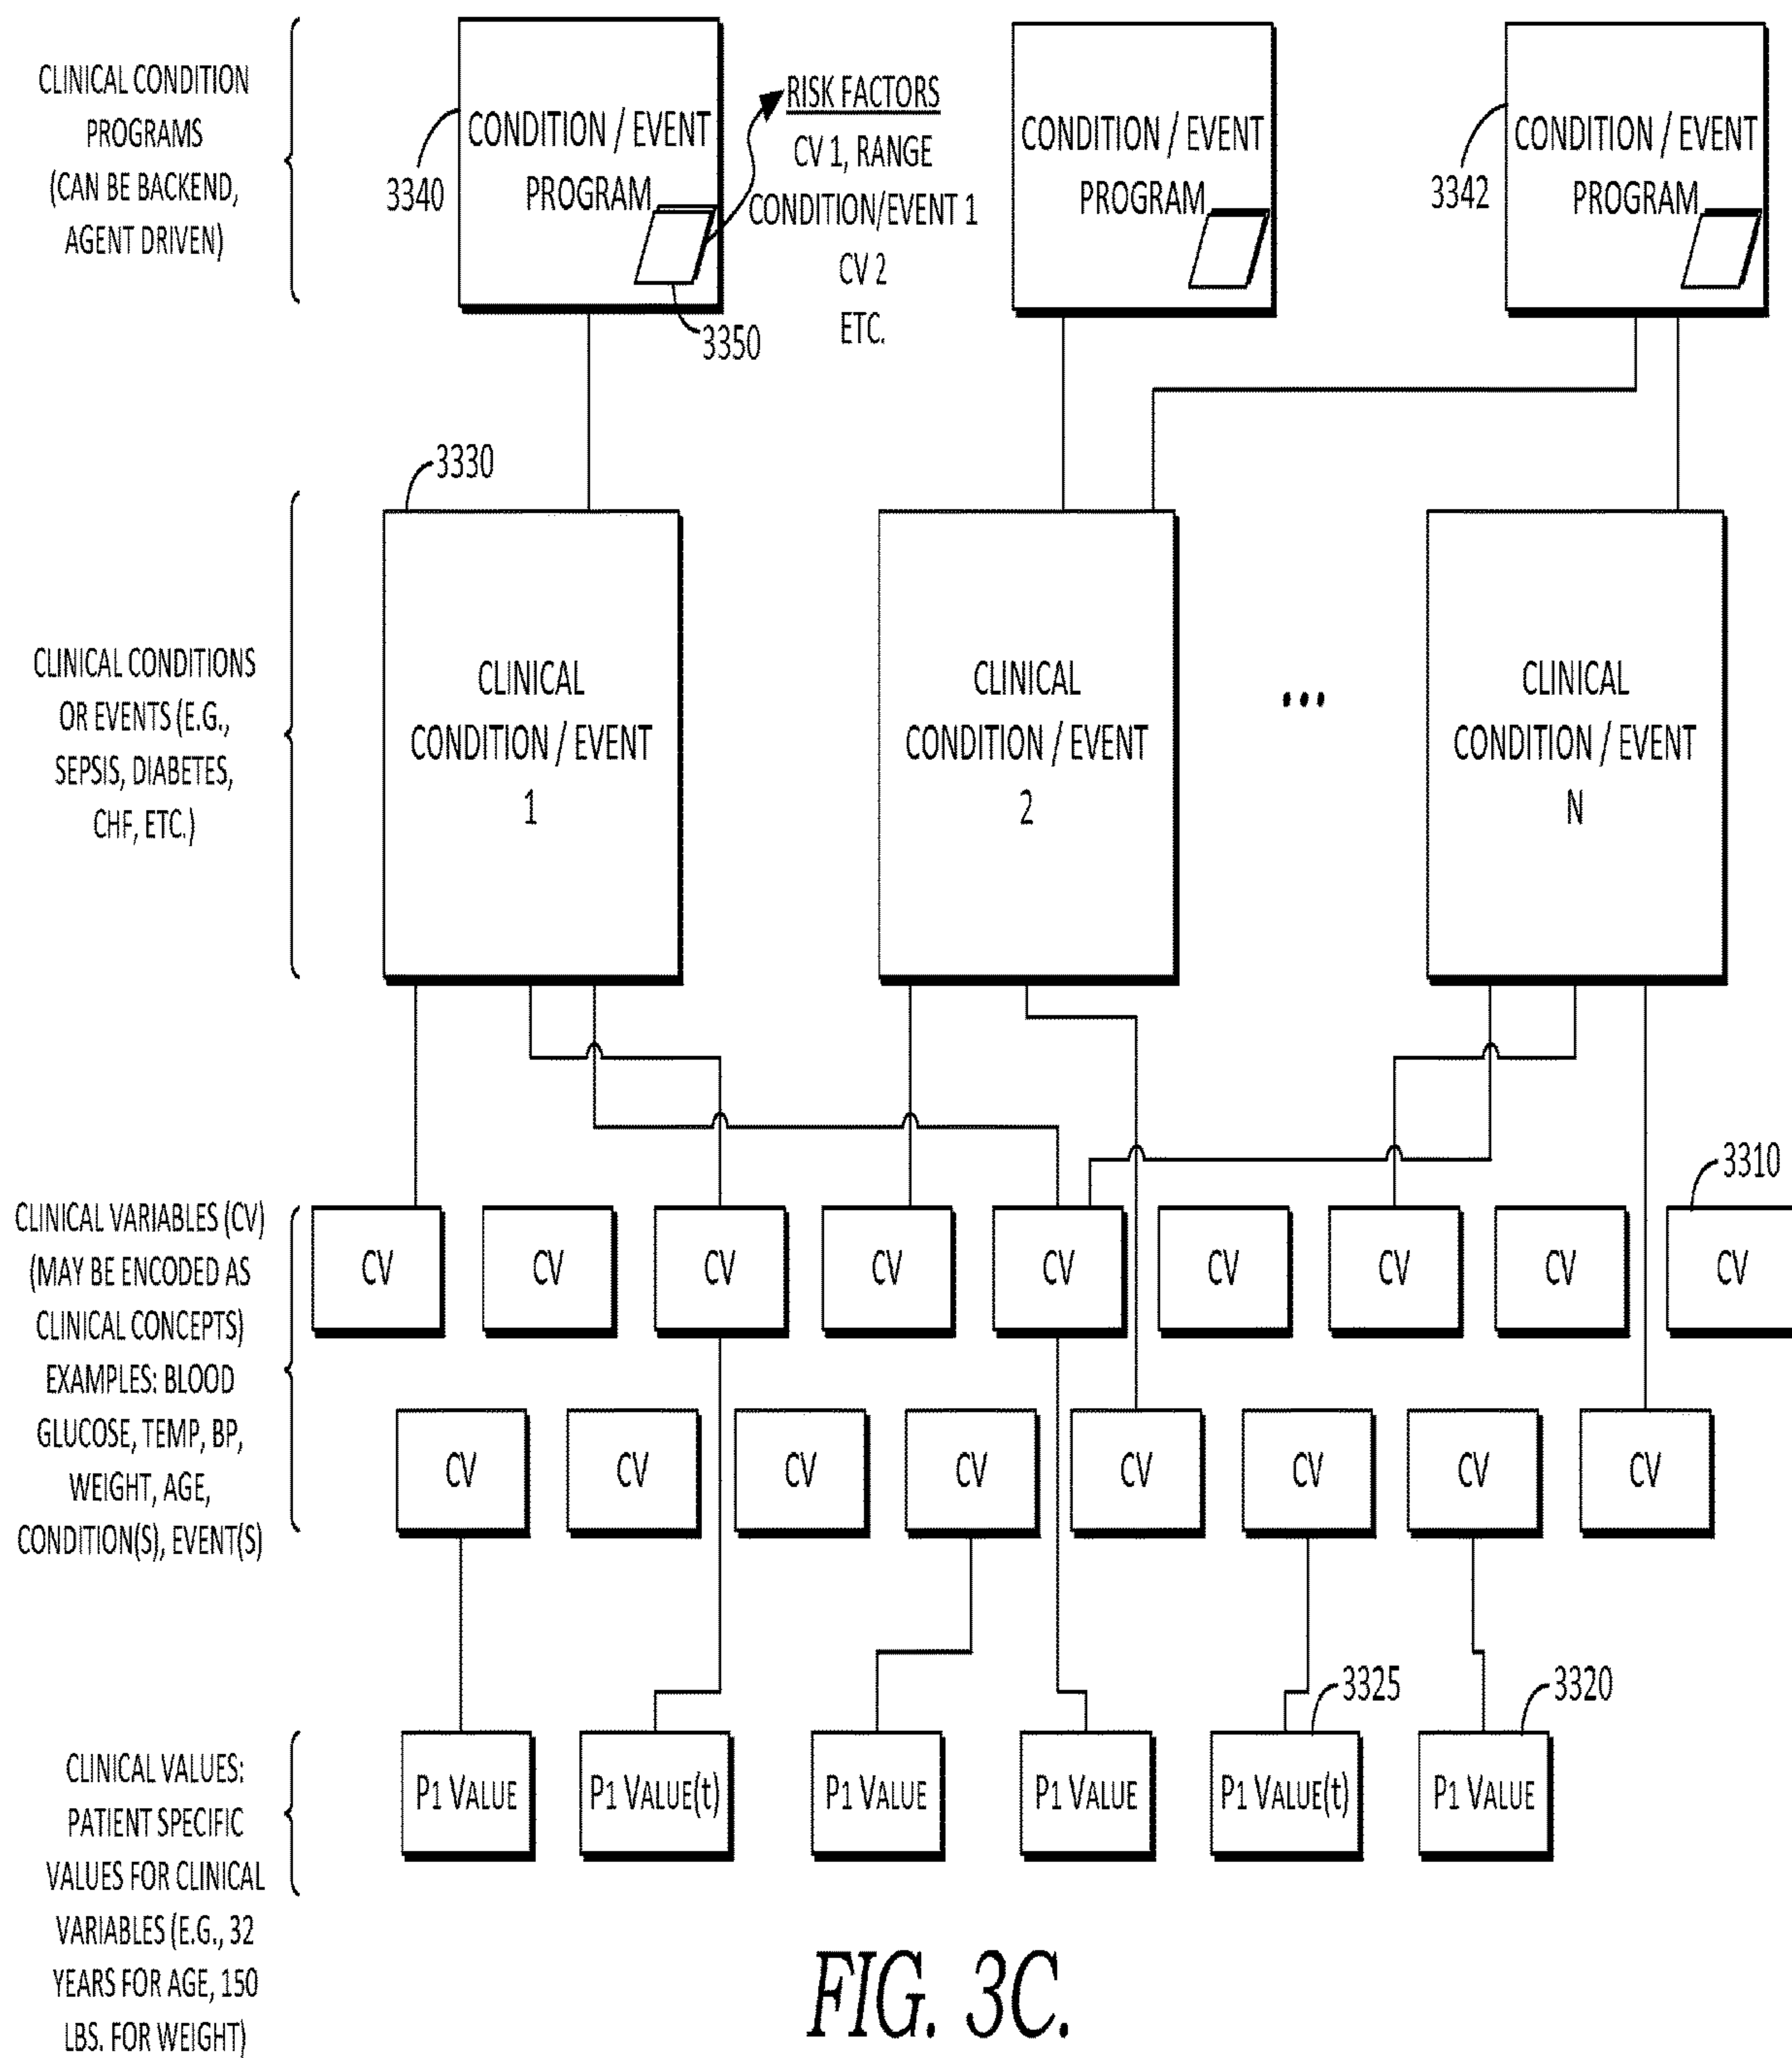 CLINICAL CONDITION
PROGRAMS
(CAN BE BACKEND,
AGENT DRIVEN)
3340
CONDITION / EVENT
PROGRAM
3350
RISK FACTORS
CV 1, RANGE
CONDITION/EVENT 1
CV 2
ETC.
CONDITION / EVENT
PROGRAM
3342
CONDITION / EVENT
PROGRAM
CLINICAL CONDITIONS
OR EVENTS (E.G.,
SEPSIS, DIABETES,
CHF, ETC.)
3330
CLINICAL
CONDITION / EVENT
1
CLINICAL
CONDITION / EVENT
2
...
CLINICAL
CONDITION / EVENT
N
CLINICAL VARIABLES (CV)
(MAY BE ENCODED AS
CLINICAL CONCEPTS)
EXAMPLES: BLOOD
GLUCOSE, TEMP, BP,
WEIGHT, AGE,
CONDITION(S), EVENT(S)
3310
CV CV CV CV CV CV CV CV CV
CV CV CV CV CV CV CV CV
CLINICAL VALUES:
PATIENT SPECIFIC
VALUES FOR CLINICAL
VARIABLES (E.G., 32
YEARS FOR AGE, 150
LBS. FOR WEIGHT)
3325
3320
P1 VALUE P1 VALUE(t) P1 VALUE P1 VALUE P1 VALUE(t) P1 VALUE
FIG. 3C.